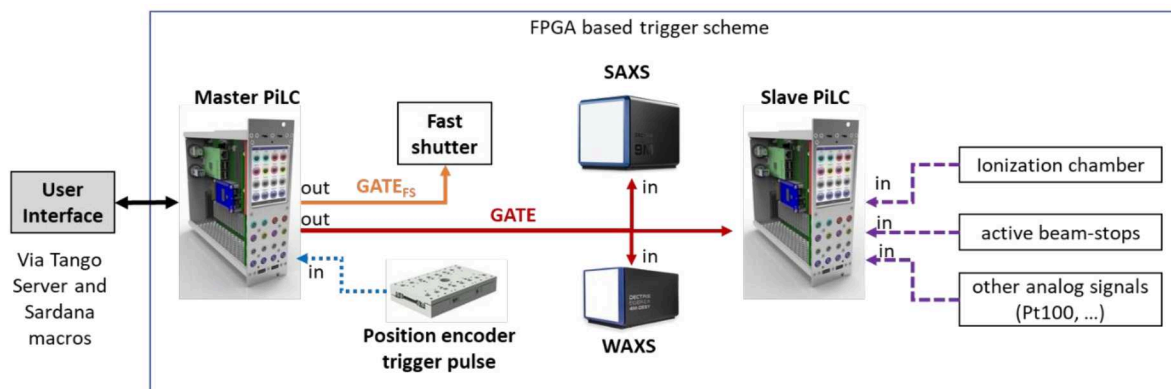 FPGA based trigger scheme
Master PiLC
SAXS
Slave PiLC
Fast
shutter
User
Interface
Via Tango
Server and
Sardana
macros
out
GATEFS
out
GATE
in
Position encoder
trigger pulse
in
in
WAXS
in
in
in
Ionization chamber
active beam-stops
other analog signals
(Pt100, ...)